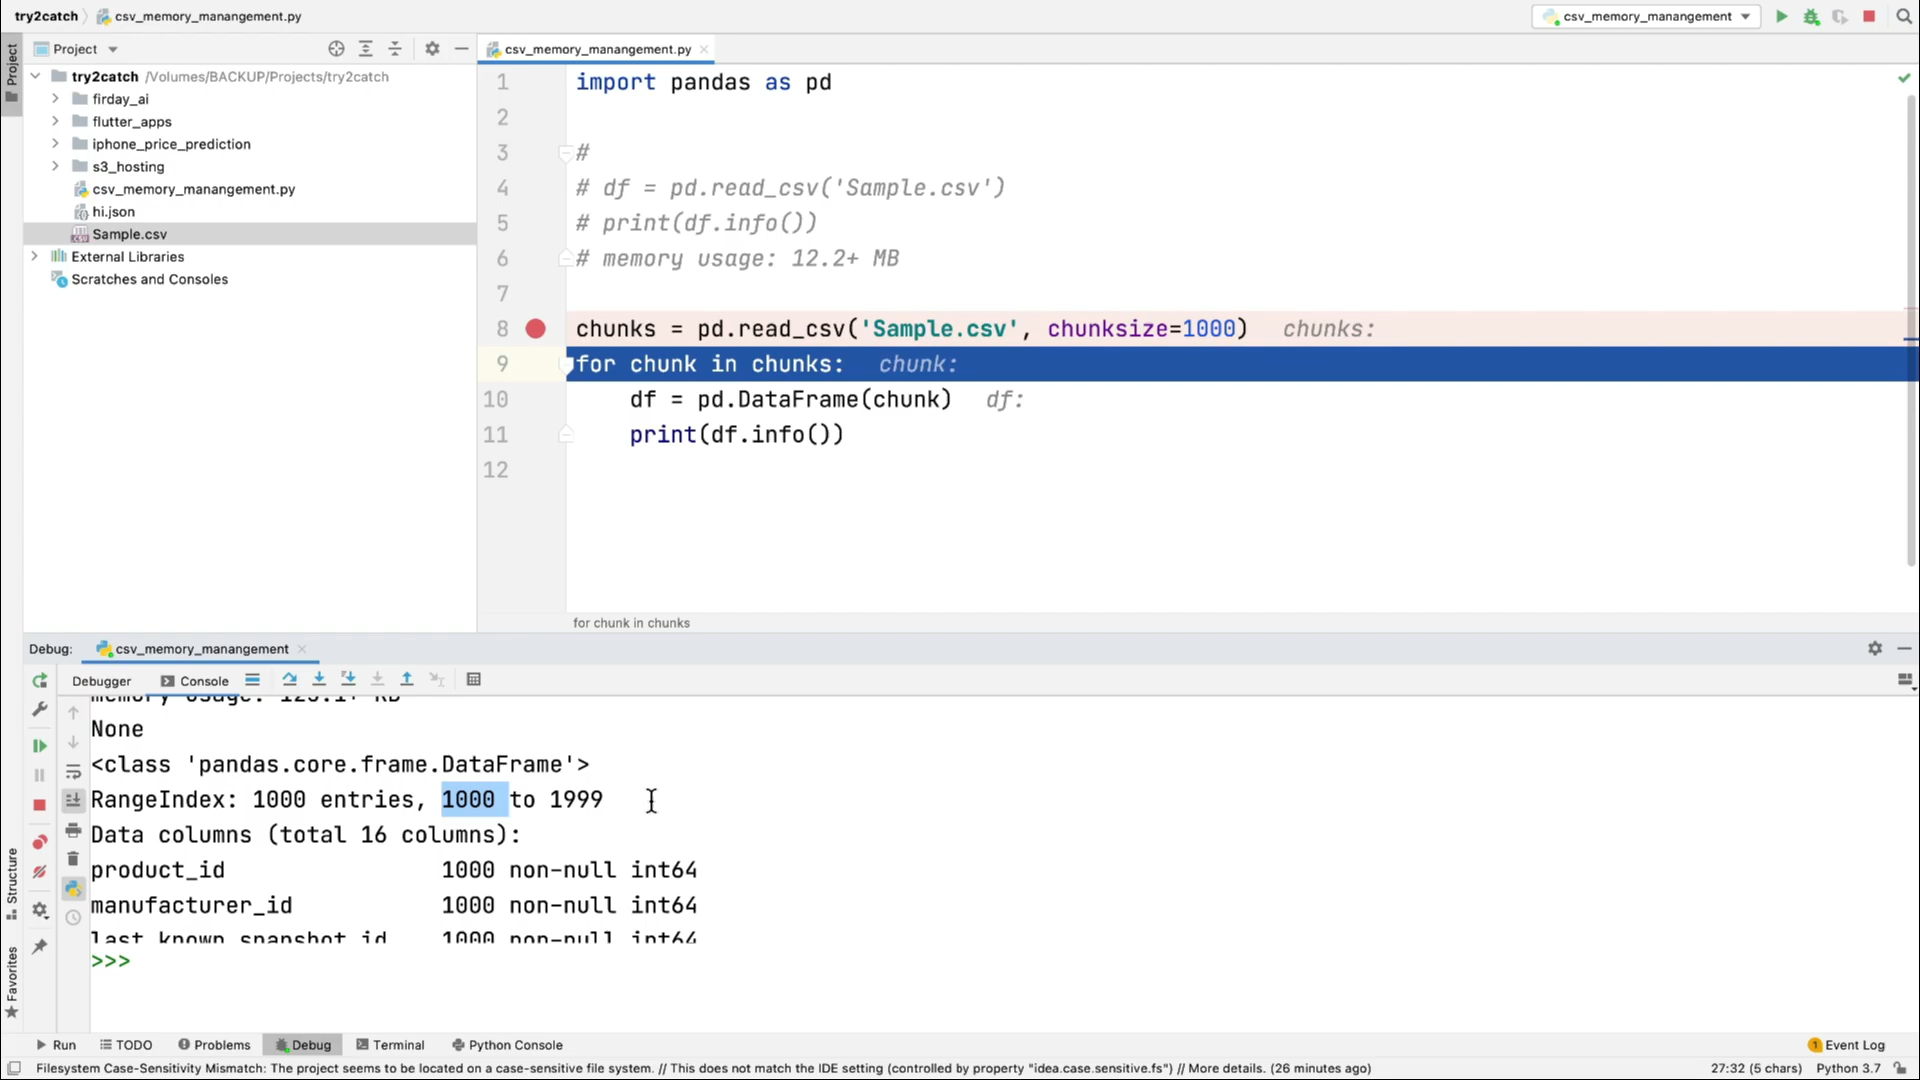 try2catch
csv_memory_manangement.py
csv_memory_manangement
Project
Project
csv_memory_manangement.py
try2catch /Volumes/BACKUP/Projects/try2catch
firday_ai
flutter_apps
iphone_price_prediction
s3_hosting
csv_memory_manangement.py
hi.json
Sample.csv
External Libraries
Scratches and Consoles
1 import pandas as pd
2
3 #
4 # df = pd.read_csv('Sample.csv')
5 # print(df.info())
6 # memory usage: 12.2+ MB
7
8 chunks = pd.read_csv('Sample.csv', chunksize=1000) chunks:
9 for chunk in chunks: chunk:
10 df = pd.DataFrame(chunk) df:
11 print(df.info())
12
for chunk in chunks
Debug: csv_memory_manangement
Debugger Console
None
<class 'pandas.core.frame.DataFrame'>
RangeIndex: 1000 entries, 1000 to 1999
Data columns (total 16 columns):
product_id 1000 non-null int64
manufacturer_id 1000 non-null int64
last_known_snapshot_id 1000 non-null int64
>>>
Structure
Favorites
Run TODO Problems Debug Terminal Python Console 1 Event Log
Filesystem Case-Sensitivity Mismatch: The project seems to be located on a case-sensitive file system. // This does not match the IDE setting (controlled by property "idea.case.sensitive.fs") // More details. (26 minutes ago) 27:32 (5 chars) Python 3.7